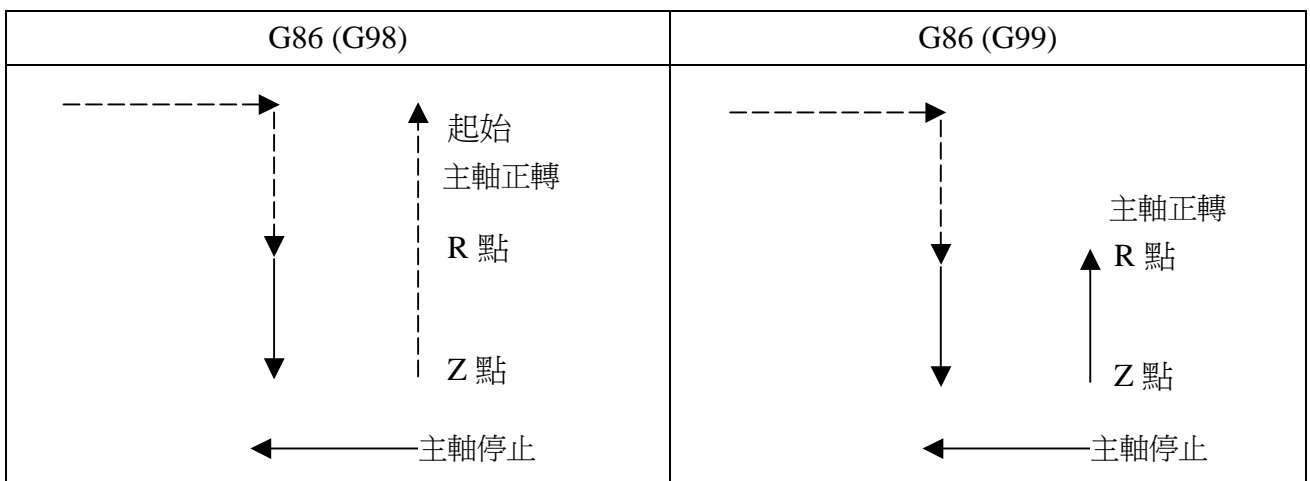 G86 (G98)
G86 (G99)
起始
主軸正轉
R 點
Z 點
主軸停止
主軸正轉
R 點
Z 點
主軸停止